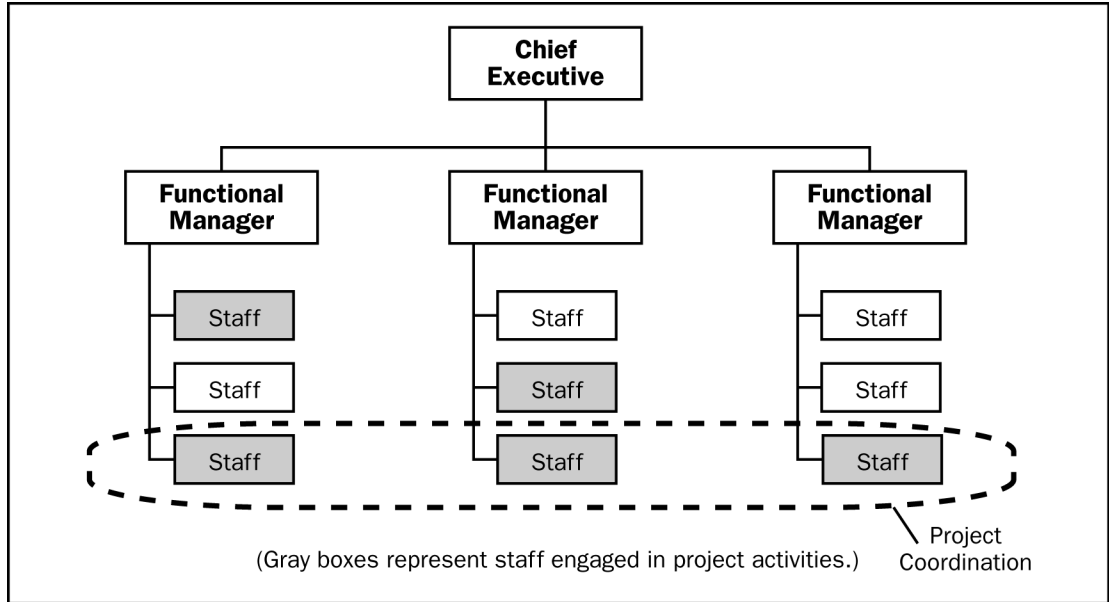 Chief
Executive
Functional
Manager
Functional
Manager
Functional
Manager
Staff
Staff
Staff
Staff
Staff
Staff
Staff
Staff
Staff
Project
Coordination
(Gray boxes represent staff engaged in project activities.)